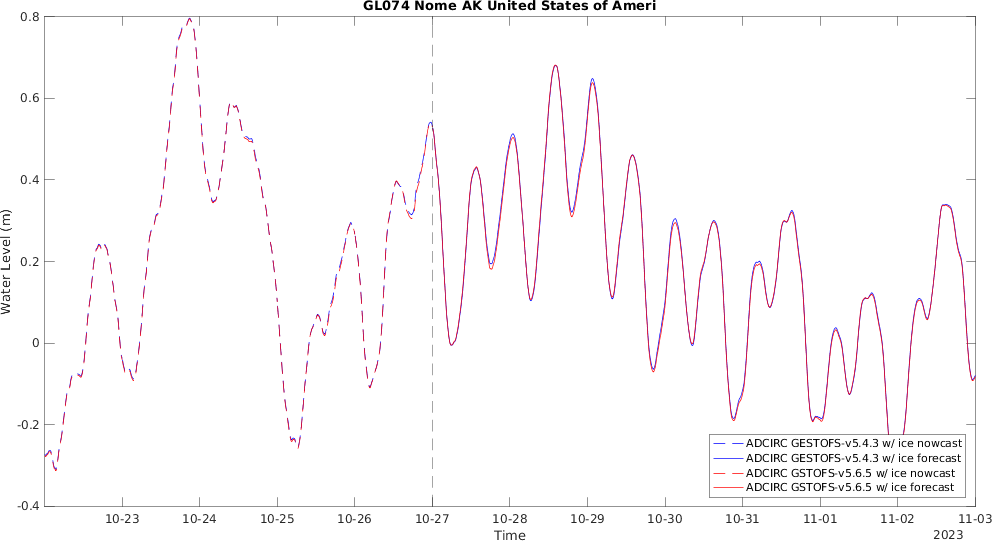 GL074 Nome AK United States of Ameri
0.8
0.6
0.4
0.2
0
-0.2
-0.4
Water Level (m)
ADCIRC GESTOFS-v5.4.3 w/ ice nowcast
ADCIRC GESTOFS-v5.4.3 w/ ice forecast
ADCIRC GSTOFS-v5.6.5 w/ ice nowcast
ADCIRC GSTOFS-v5.6.5 w/ ice forecast
10-23 10-24 10-25 10-26 10-27 10-28 10-29 10-30 10-31 11-01 11-02 11-03
Time
2023